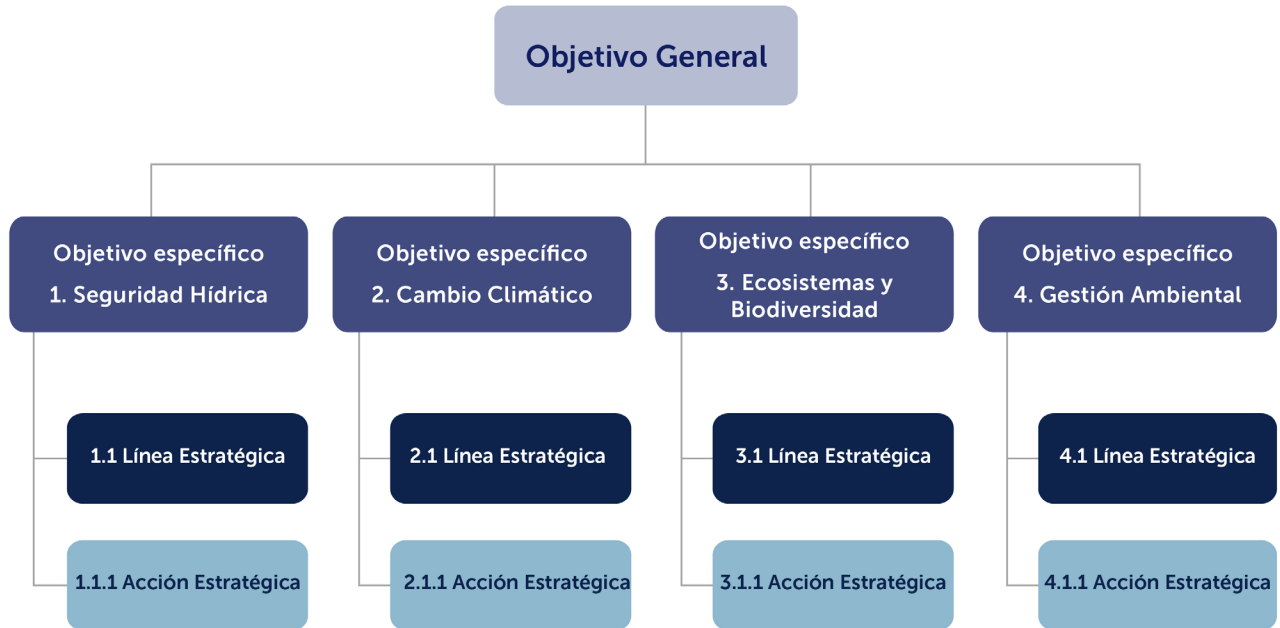 Objetivo General
Objetivo específico
1. Seguridad Hídrica
Objetivo específico
2. Cambio Climático
Objetivo específico
3. Ecosistemas y
Biodiversidad
Objetivo específico
4. Gestión Ambiental
1.1 Línea Estratégica
2.1 Línea Estratégica
3.1 Línea Estratégica
4.1 Línea Estratégica
1.1.1 Acción Estratégica
2.1.1 Acción Estratégica
3.1.1 Acción Estratégica
4.1.1 Acción Estratégica